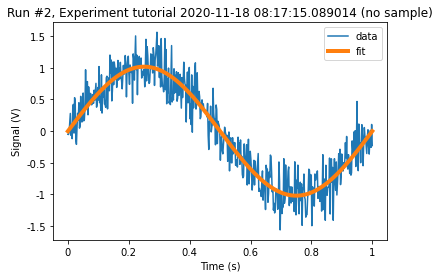 Run #2, Experiment tutorial 2020-11-18 08:17:15.089014 (no sample)
data
fit
Signal (V)
1.5
1
0.5
0
-0.5
-1
-1.5
0
0.2
0.4
0.6
0.8
1
Time (s)